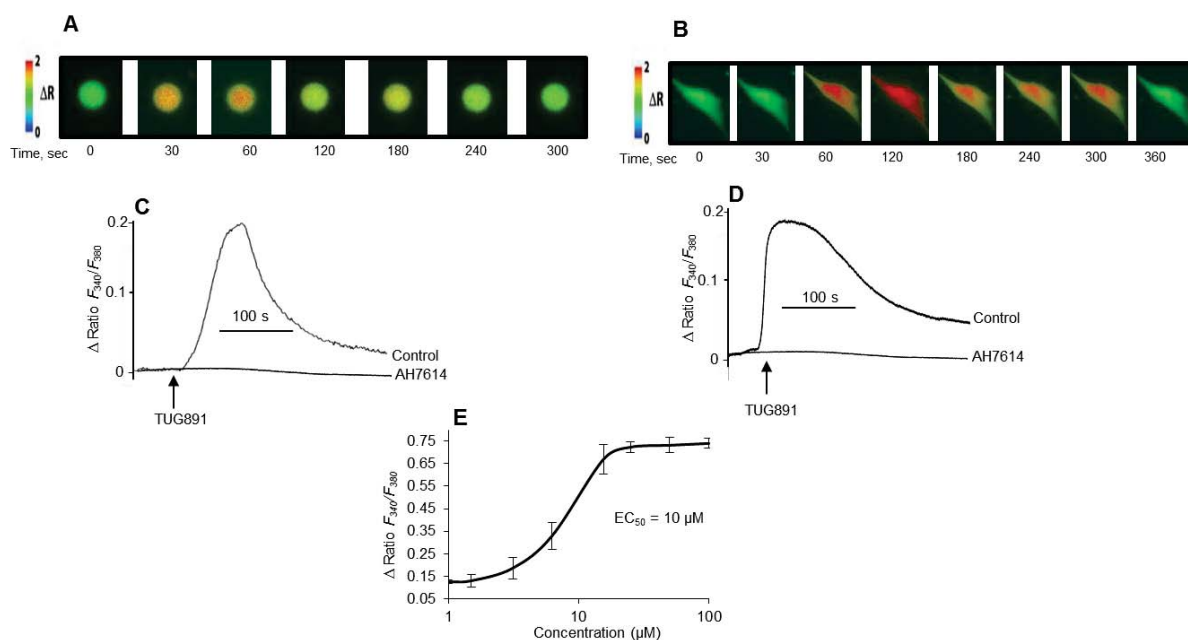 A
2
ΔR
0
Time, sec 0 30 60 120 180 240 300
B
2
ΔR
0
Time, sec 0 30 60 120 180 240 300 360
C
Δ Ratio F340/F380
0.2
0.1
0
100 s
Control
AH7614
TUG891
D
Δ Ratio F340/F380
0.2
0.1
0
100 s
Control
AH7614
TUG891
E
Δ Ratio F340/F380
0.75
0.65
0.55
0.45
0.35
0.25
0.15
0.05
EC50 = 10 µM
1 10 100
Concentration (µM)